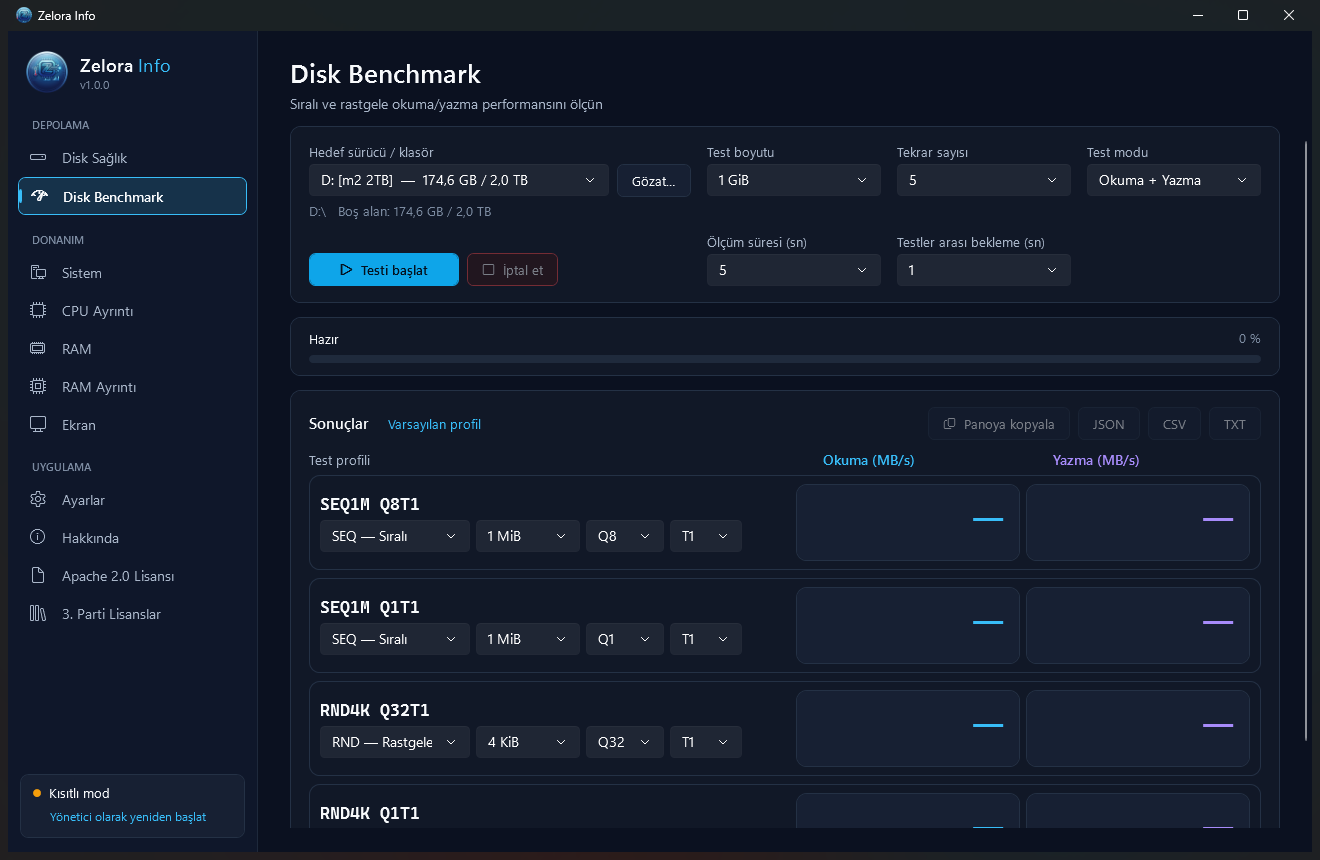 Zelora Info
Zelora Info
v1.0.0
DEPOLAMA
Disk Sağlık
Disk Benchmark
DONANIM
Sistem
CPU Ayrıntı
RAM
RAM Ayrıntı
Ekran
UYGULAMA
Ayarlar
Hakkında
Apache 2.0 Lisansı
3. Parti Lisanslar
Kısıtlı mod
Yönetici olarak yeniden başlat
Disk Benchmark
Sıralı ve rastgele okuma/yazma performansını ölçün
Hedef sürücü / klasör
D: [m2 2TB] — 174,6 GB / 2,0 TB
Gözat...
D:\ Boş alan: 174,6 GB / 2,0 TB
Test boyutu
1 GiB
Tekrar sayısı
5
Test modu
Okuma + Yazma
Testi başlat
İptal et
Ölçüm süresi (sn)
5
Testler arası bekleme (sn)
1
Hazır
0 %
Sonuçlar Varsayılan profil
Panoya kopyala JSON CSV TXT
Test profili Okuma (MB/s) Yazma (MB/s)
SEQ1M Q8T1
SEQ — Sıralı 1 MiB Q8 T1
— —
SEQ1M Q1T1
SEQ — Sıralı 1 MiB Q1 T1
— —
RND4K Q32T1
RND — Rastgele 4 KiB Q32 T1
— —
RND4K Q1T1